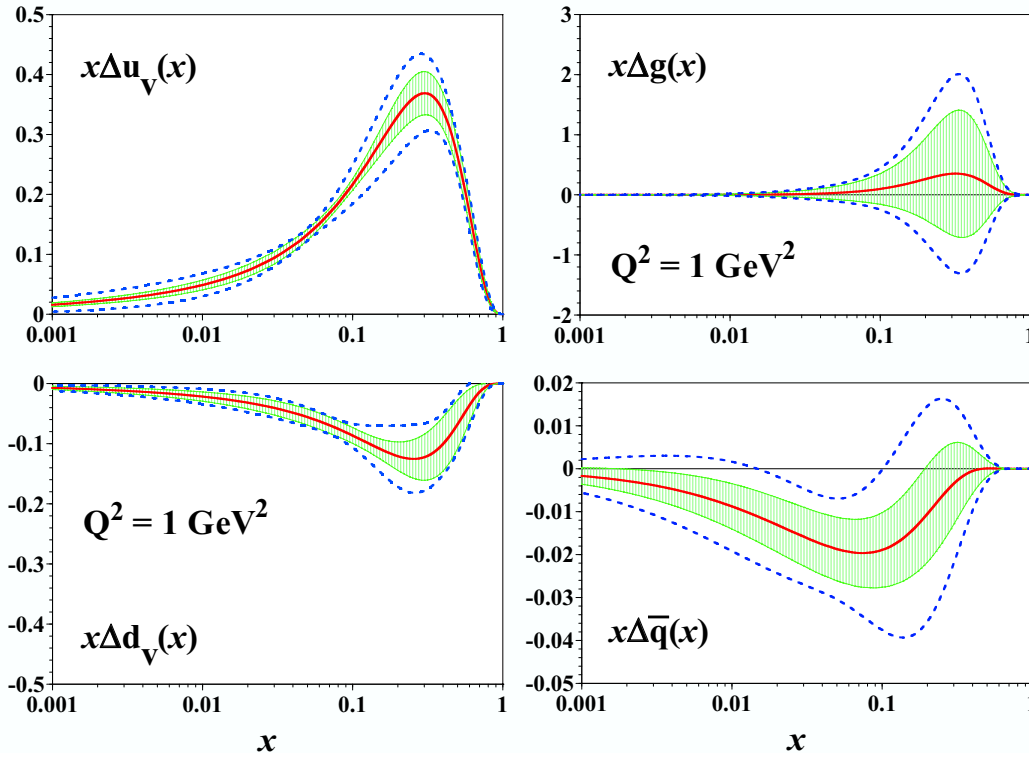 0.5
0.4
0.3
0.2
0.1
0
xΔu_v(x)
0.001 0.01 0.1 1
3
2
1
0
-1
-2
xΔg(x)
Q² = 1 GeV²
0.001 0.01 0.1 1
0
-0.1
-0.2
-0.3
-0.4
-0.5
Q² = 1 GeV²
xΔd_v(x)
0.001 0.01 0.1 1
x
0.02
0.01
0
-0.01
-0.02
-0.03
-0.04
-0.05
xΔq̅(x)
0.001 0.01 0.1 1
x